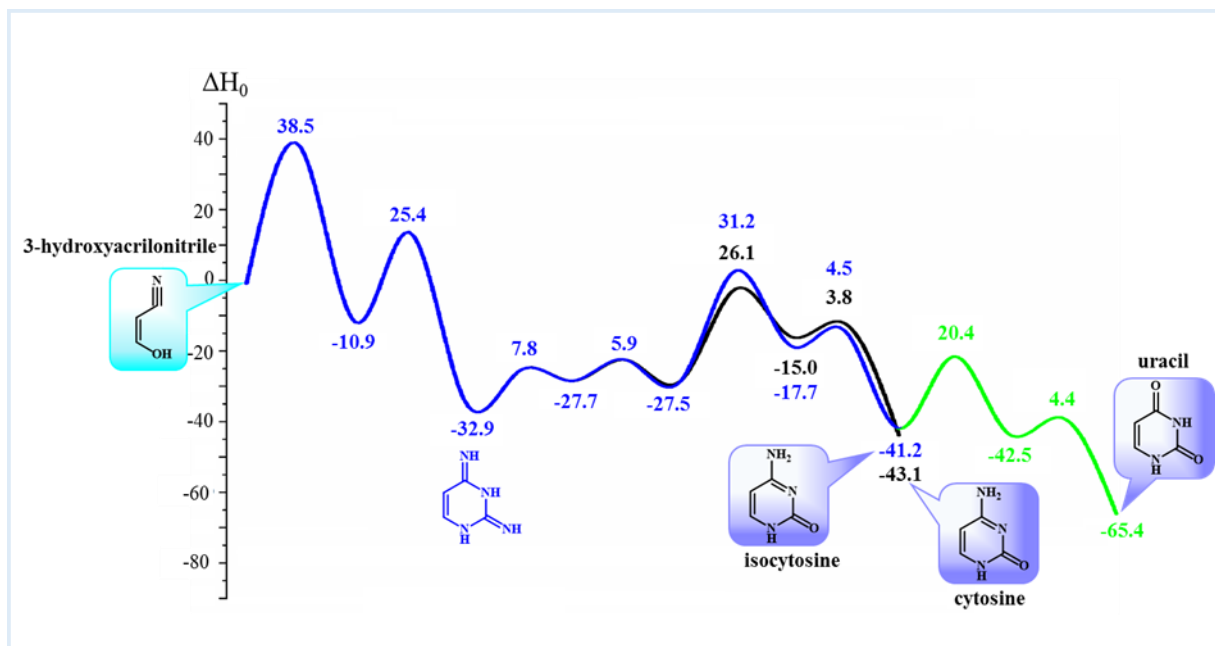 ΔH₀
40
20
0
-20
-40
-60
-80
3-hydroxyacrilonitrile
N
OH
38.5
-10.9
25.4
-32.9
7.8
-27.7
5.9
-27.5
31.2
26.1
-15.0
-17.7
4.5
3.8
-41.2
-43.1
20.4
-42.5
4.4
-65.4
NH
NH
N
H
NH
NH₂
N
N
H
O
isocytosine
NH₂
N
N
H
O
cytosine
uracil
O
NH
N
H
O